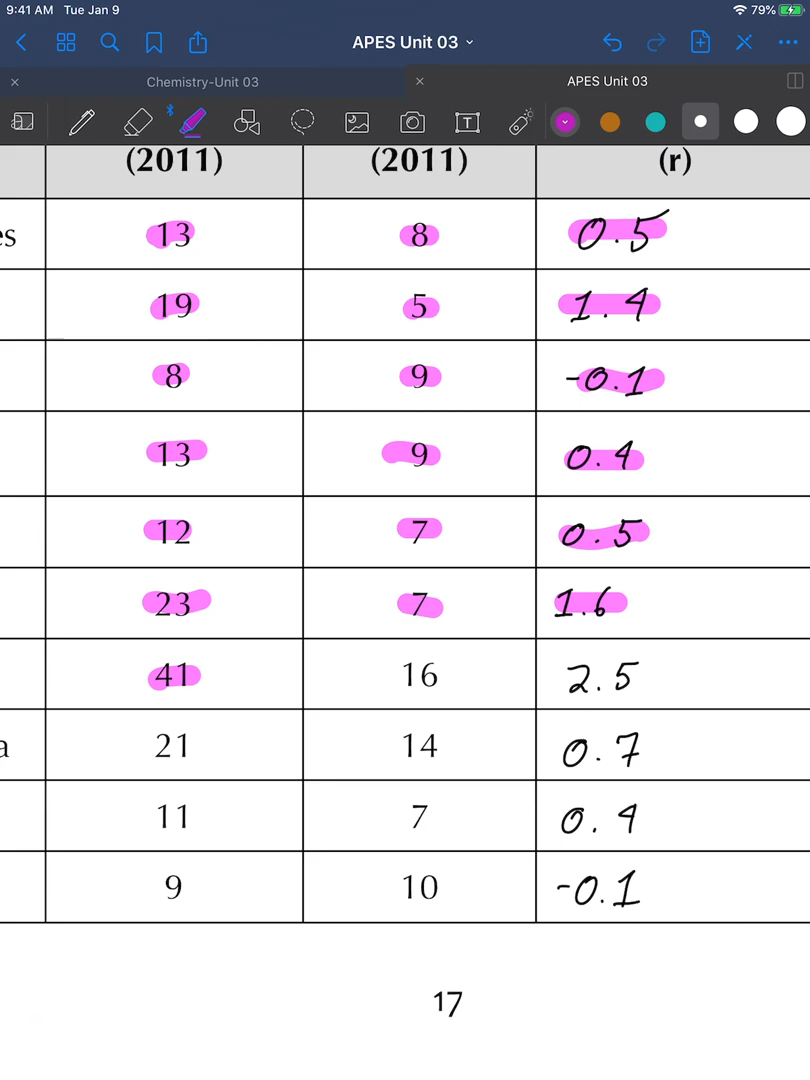 9:41 AM Tue Jan 9 79%
APES Unit 03
Chemistry-Unit 03 APES Unit 03
T
(2011) (2011) (r)
es 13 8 0.5
19 5 1.4
8 9 -0.1
13 9 0.4
12 7 0.5
23 7 1.6
41 16 2.5
a 21 14 0.7
11 7 0.4
9 10 -0.1
17